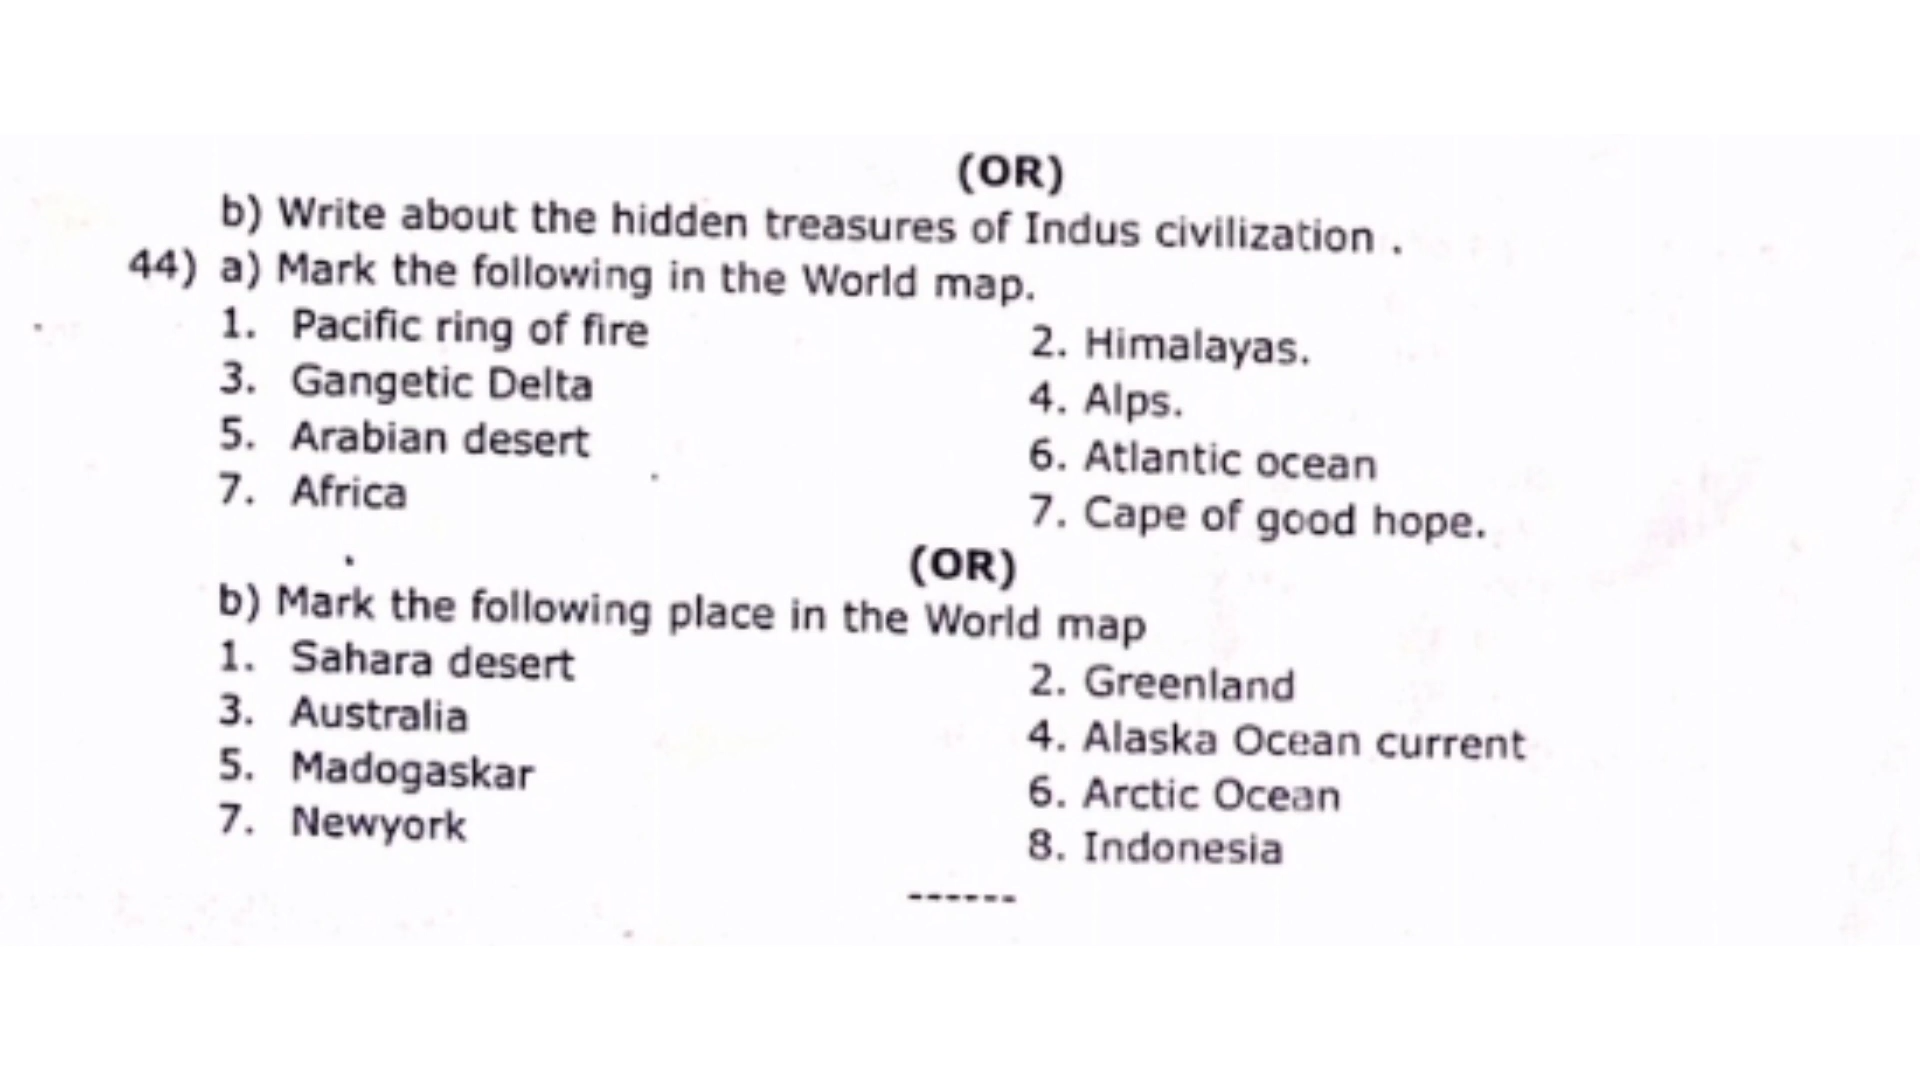 (OR)
b) Write about the hidden treasures of Indus civilization .
44) a) Mark the following in the World map.
1. Pacific ring of fire 2. Himalayas.
3. Gangetic Delta 4. Alps.
5. Arabian desert 6. Atlantic ocean
7. Africa 7. Cape of good hope.
(OR)
b) Mark the following place in the World map
1. Sahara desert 2. Greenland
3. Australia 4. Alaska Ocean current
5. Madogaskar 6. Arctic Ocean
7. Newyork 8. Indonesia
------